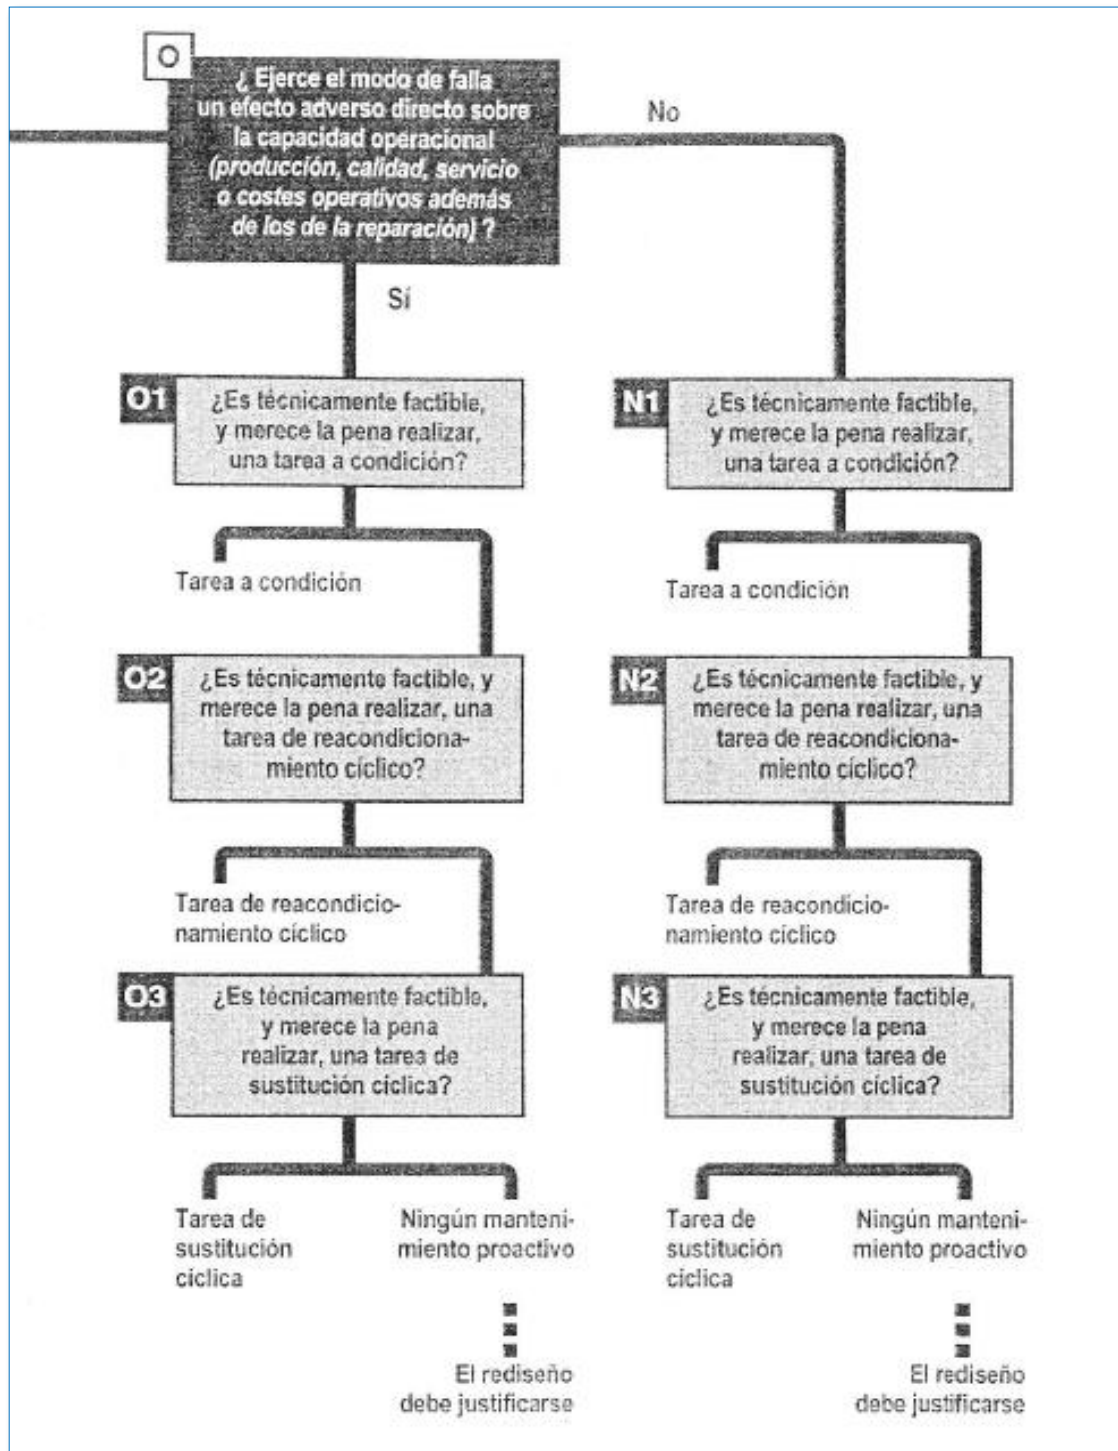 O
¿ Ejerce el modo de falla
un efecto adverso directo sobre
la capacidad operacional
(producción, calidad, servicio
o costes operativos además
de los de la reparación) ?
No
Sí
O1
¿Es técnicamente factible,
y merece la pena realizar,
una tarea a condición?
N1
¿Es técnicamente factible,
y merece la pena realizar,
una tarea a condición?
Tarea a condición
Tarea a condición
O2
¿Es técnicamente factible, y
merece la pena realizar, una
tarea de reacondiciona-
miento cíclico?
N2
¿Es técnicamente factible, y
merece la pena realizar, una
tarea de reacondiciona-
miento cíclico?
Tarea de reacondicio-
namiento cíclico
Tarea de reacondicio-
namiento cíclico
O3
¿Es técnicamente factible,
y merece la pena
realizar, una tarea de
sustitución cíclica?
N3
¿Es técnicamente factible,
y merece la pena
realizar, una tarea de
sustitución cíclica?
Tarea de
sustitución
cíclica
Ningún manteni-
miento proactivo
Tarea de
sustitución
cíclica
Ningún manteni-
miento proactivo
El rediseño
debe justificarse
El rediseño
debe justificarse